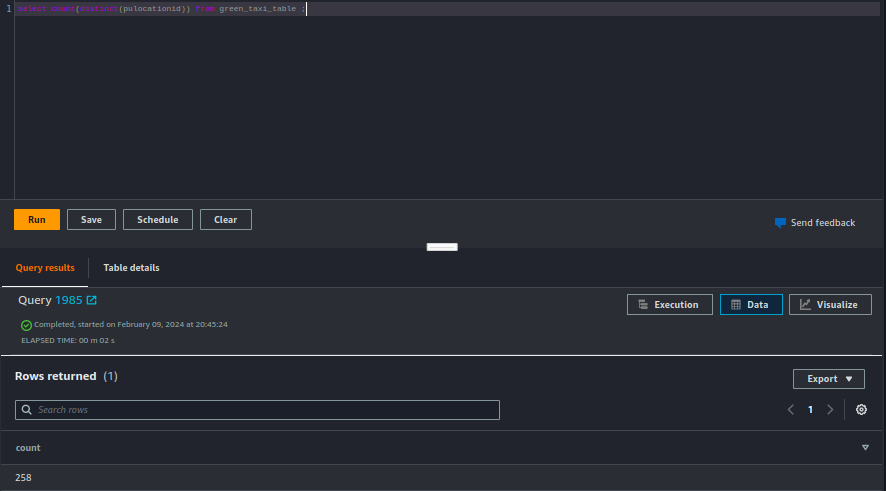 1 select count(distinct(pulocationid)) from green_taxi_table ;
Run Save Schedule Clear
Send feedback
Query results Table details
Query 1985
Execution Data Visualize
Completed, started on February 09, 2024 at 20:45:24
ELAPSED TIME: 00 m 02 s
Rows returned (1)
Export
Search rows
1
count
258